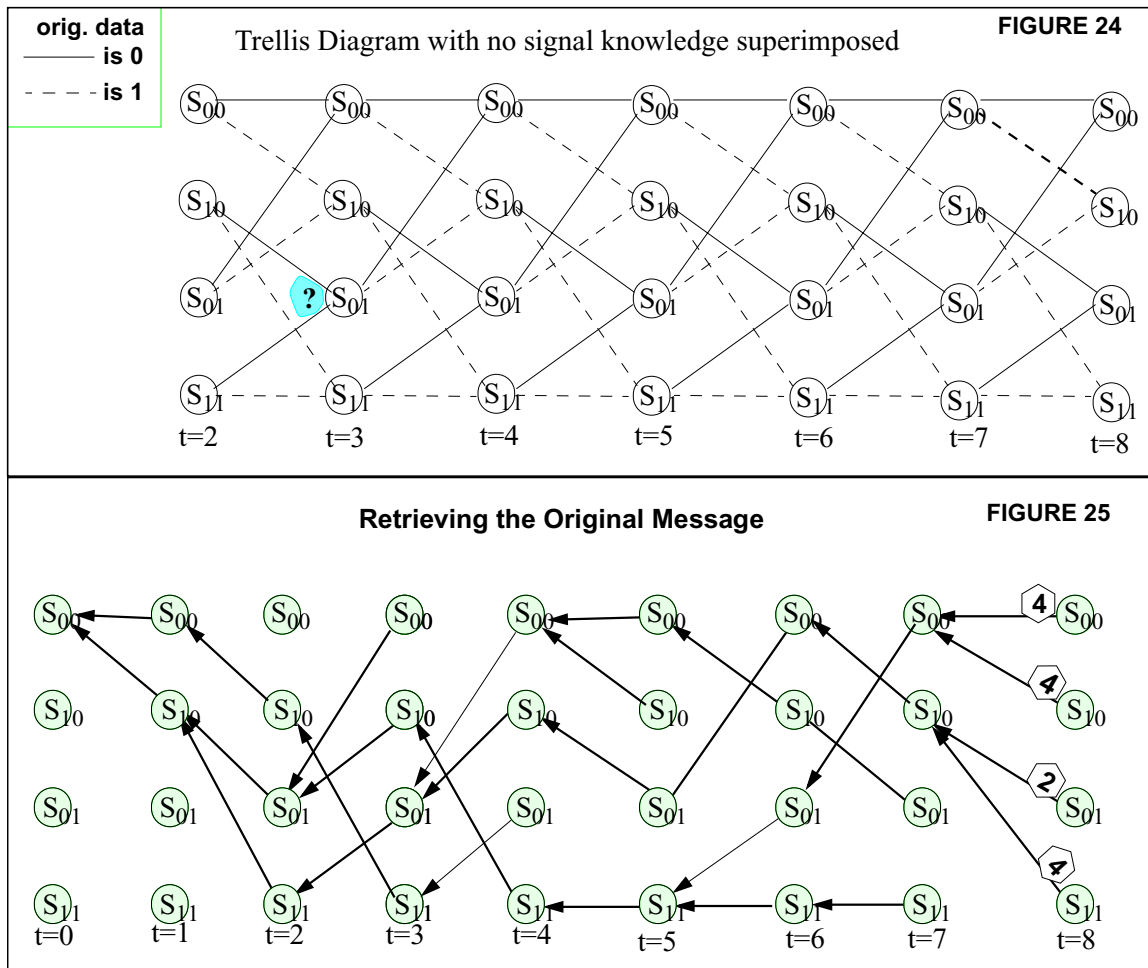 orig. data
is 0
is 1
Trellis Diagram with no signal knowledge superimposed
FIGURE 24
S00 S00 S00 S00 S00 S00 S00
S10 S10 S10 S10 S10 S10 S10
? S01 S01 S01 S01 S01 S01 S01
S11 S11 S11 S11 S11 S11 S11
t=2 t=3 t=4 t=5 t=6 t=7 t=8
Retrieving the Original Message
FIGURE 25
S00 S00 S00 S00 S00 S00 S00 S00 4 S00
S10 S10 S10 S10 S10 S10 S10 S10 4 S10
S01 S01 S01 S01 S01 S01 S01 S01 2 S01
S11 S11 S11 S11 S11 S11 S11 S11 4 S11
t=0 t=1 t=2 t=3 t=4 t=5 t=6 t=7 t=8